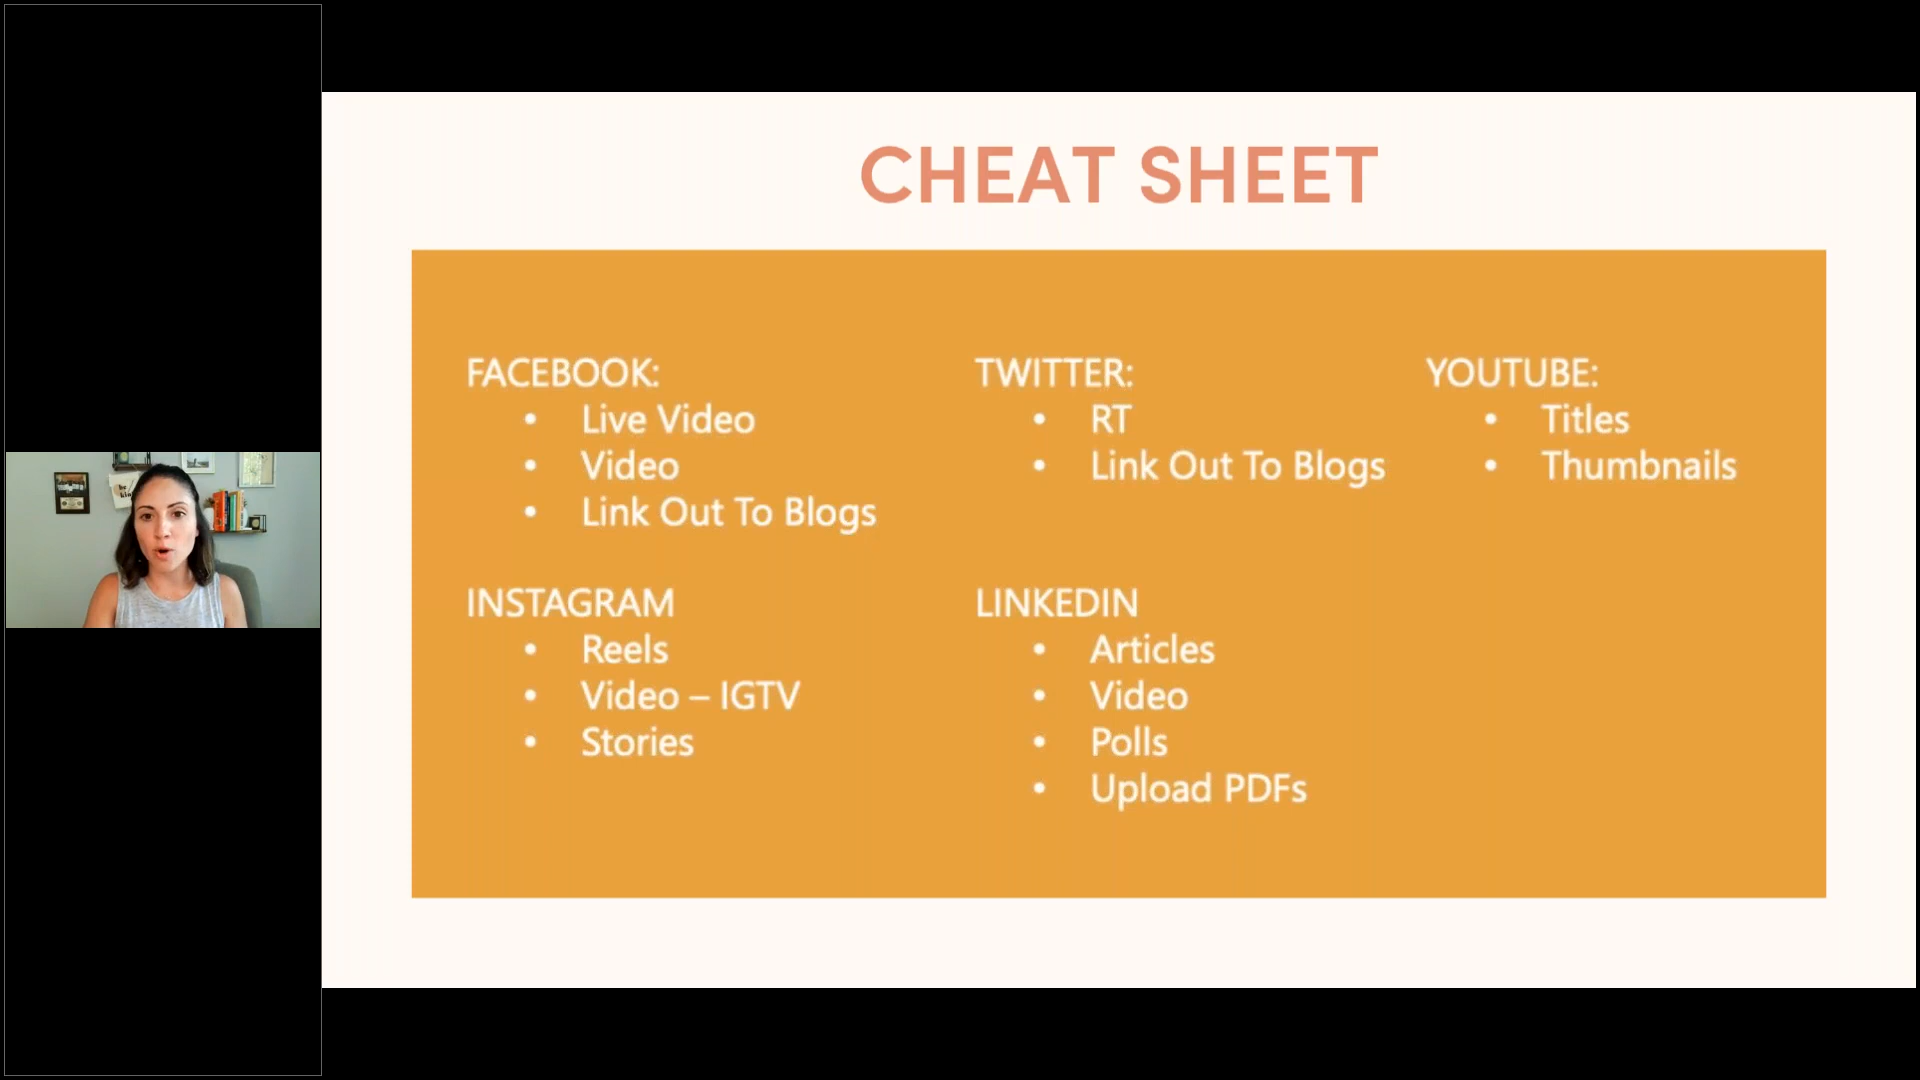 CHEAT SHEET
FACEBOOK:
• Live Video
• Video
• Link Out To Blogs
TWITTER:
• RT
• Link Out To Blogs
YOUTUBE:
• Titles
• Thumbnails
INSTAGRAM
• Reels
• Video – IGTV
• Stories
LINKEDIN
• Articles
• Video
• Polls
• Upload PDFs